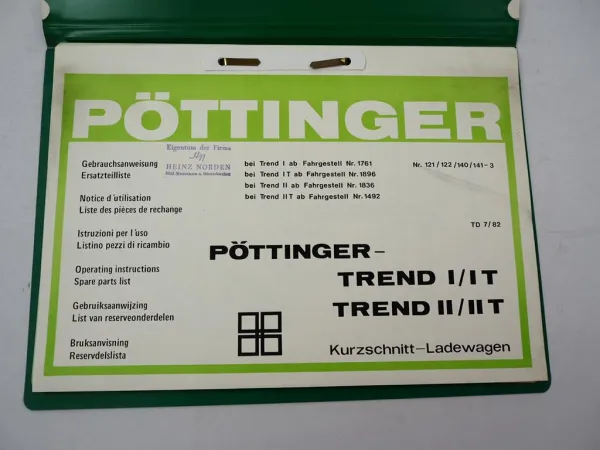 PÖTTINGER
Gebrauchsanweisung
Ersatzteilliste
Eigentum der Firma
HEINZ NORDEN
bei Trend I ab Fahrgestell Nr. 1761
bei Trend I T ab Fahrgestell Nr. 1896
bei Trend II ab Fahrgestell Nr. 1836
bei Trend II T ab Fahrgestell Nr. 1492
Nr. 121/122/140/141-3
Notice d'utilisation
Liste des pièces de rechange
TD 7/82
Istruzioni per l'uso
Listino pezzi di ricambio
Operating instructions
Spare parts list
Gebruiksaanwijzing
List van reserveonderdelen
Bruksanvisning
Reservdelslista
PÖTTINGER-
TREND I/IT
TREND II/IIT
Kurzschnitt-Ladewagen